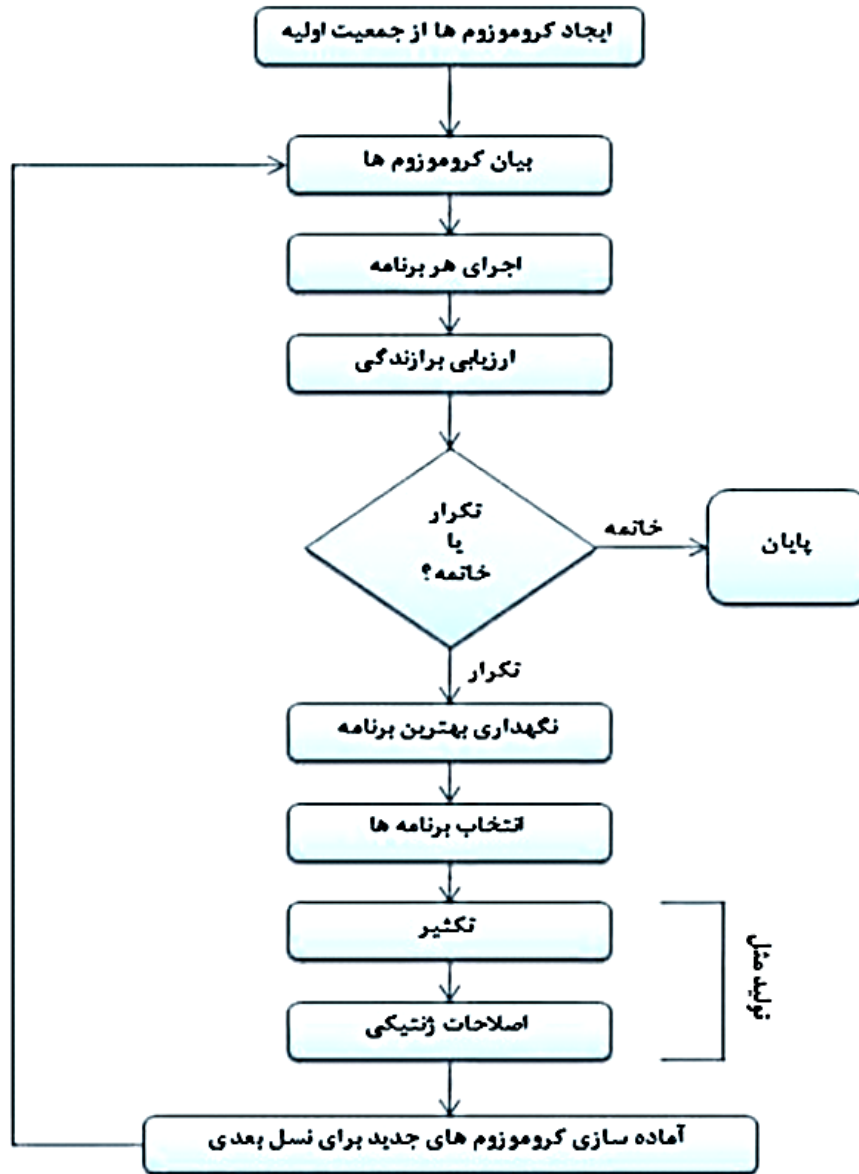 ایجاد کروموزوم ها از جمعیت اولیه
بیان کروموزوم ها
اجرای هر برنامه
ارزیابی برازندگی
تکرار
یا
خاتمه؟
خاتمه
پایان
تکرار
نگهداری بهترین برنامه
انتخاب برنامه ها
تکثیر
اصلاحات ژنتیکی
تولید مثل
آماده سازی کروموزوم های جدید برای نسل بعدی